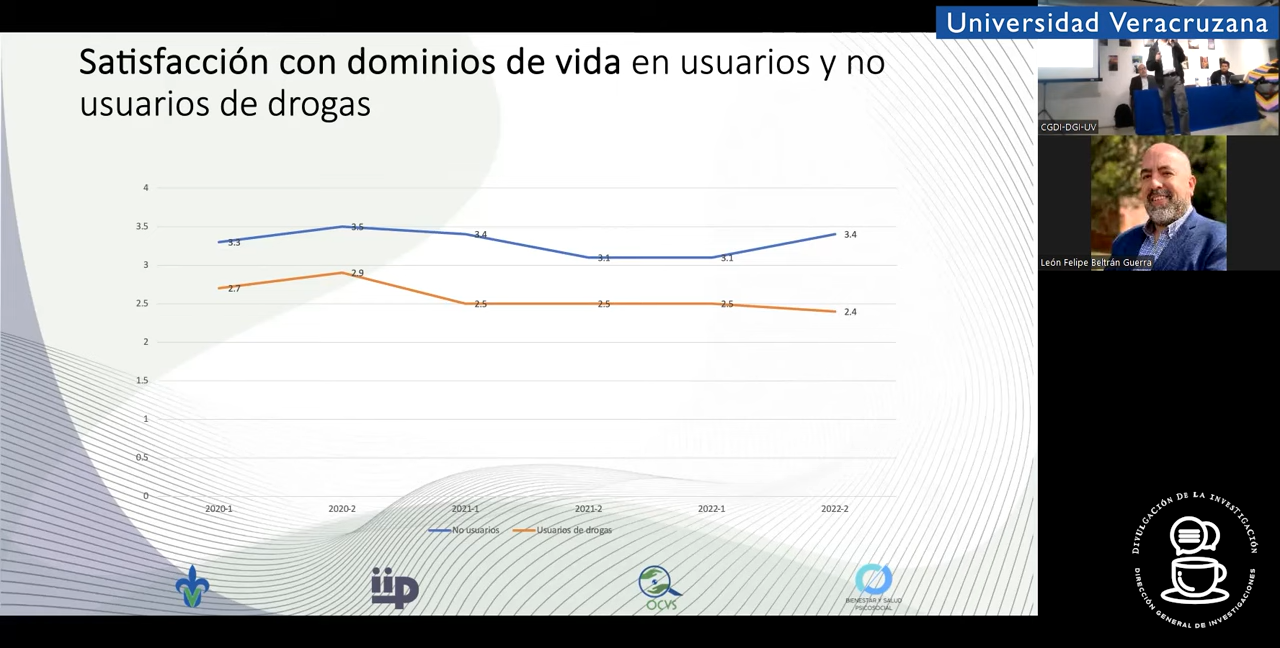 Universidad Veracruzana
Satisfacción con dominios de vida en usuarios y no
usuarios de drogas
CGDI-DGI-UV
León Felipe Beltrán Guerra
4
3.5
3
2.5
2
1.5
1
0.5
0
3.3
3.5
3.4
3.1
3.1
3.4
2.7
2.9
2.5
2.5
2.5
2.4
2020-1
2020-2
2021-1
2021-2
2022-1
2022-2
No usuarios
Usuarios de drogas
iip
OCVS
BIENESTAR Y SALUD
PSICOSOCIAL
DIVULGACIÓN DE LA INVESTIGACIÓN
DIRECCIÓN GENERAL DE INVESTIGACIONES